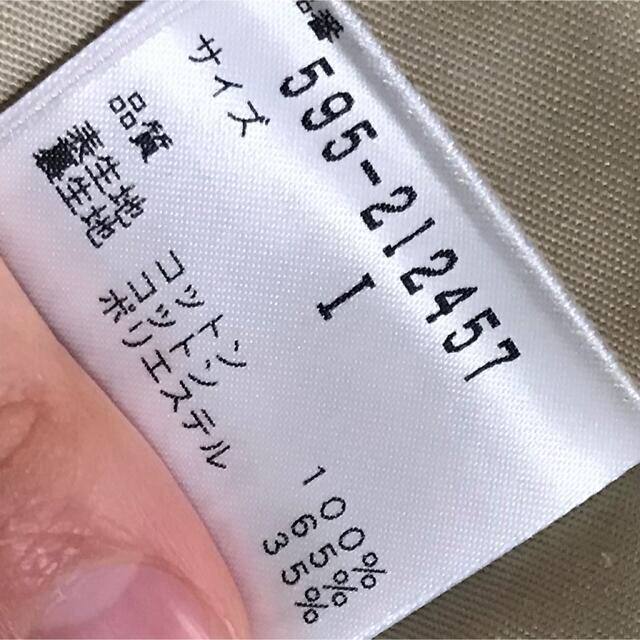 品番 595-212457
サイズ I
品質
表生地 コットン 100%
裏生地 コットン 65%
ポリエステル 35%